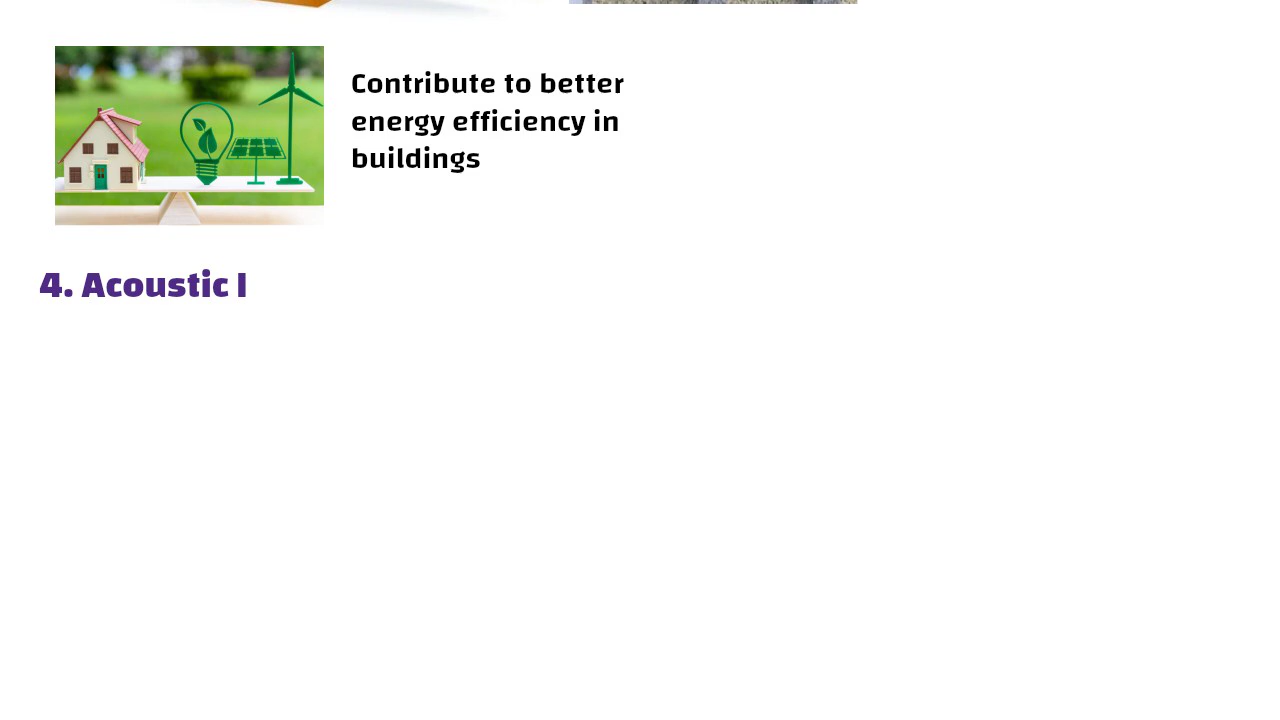 Contribute to better
energy efficiency in
buildings
4. Acoustic I